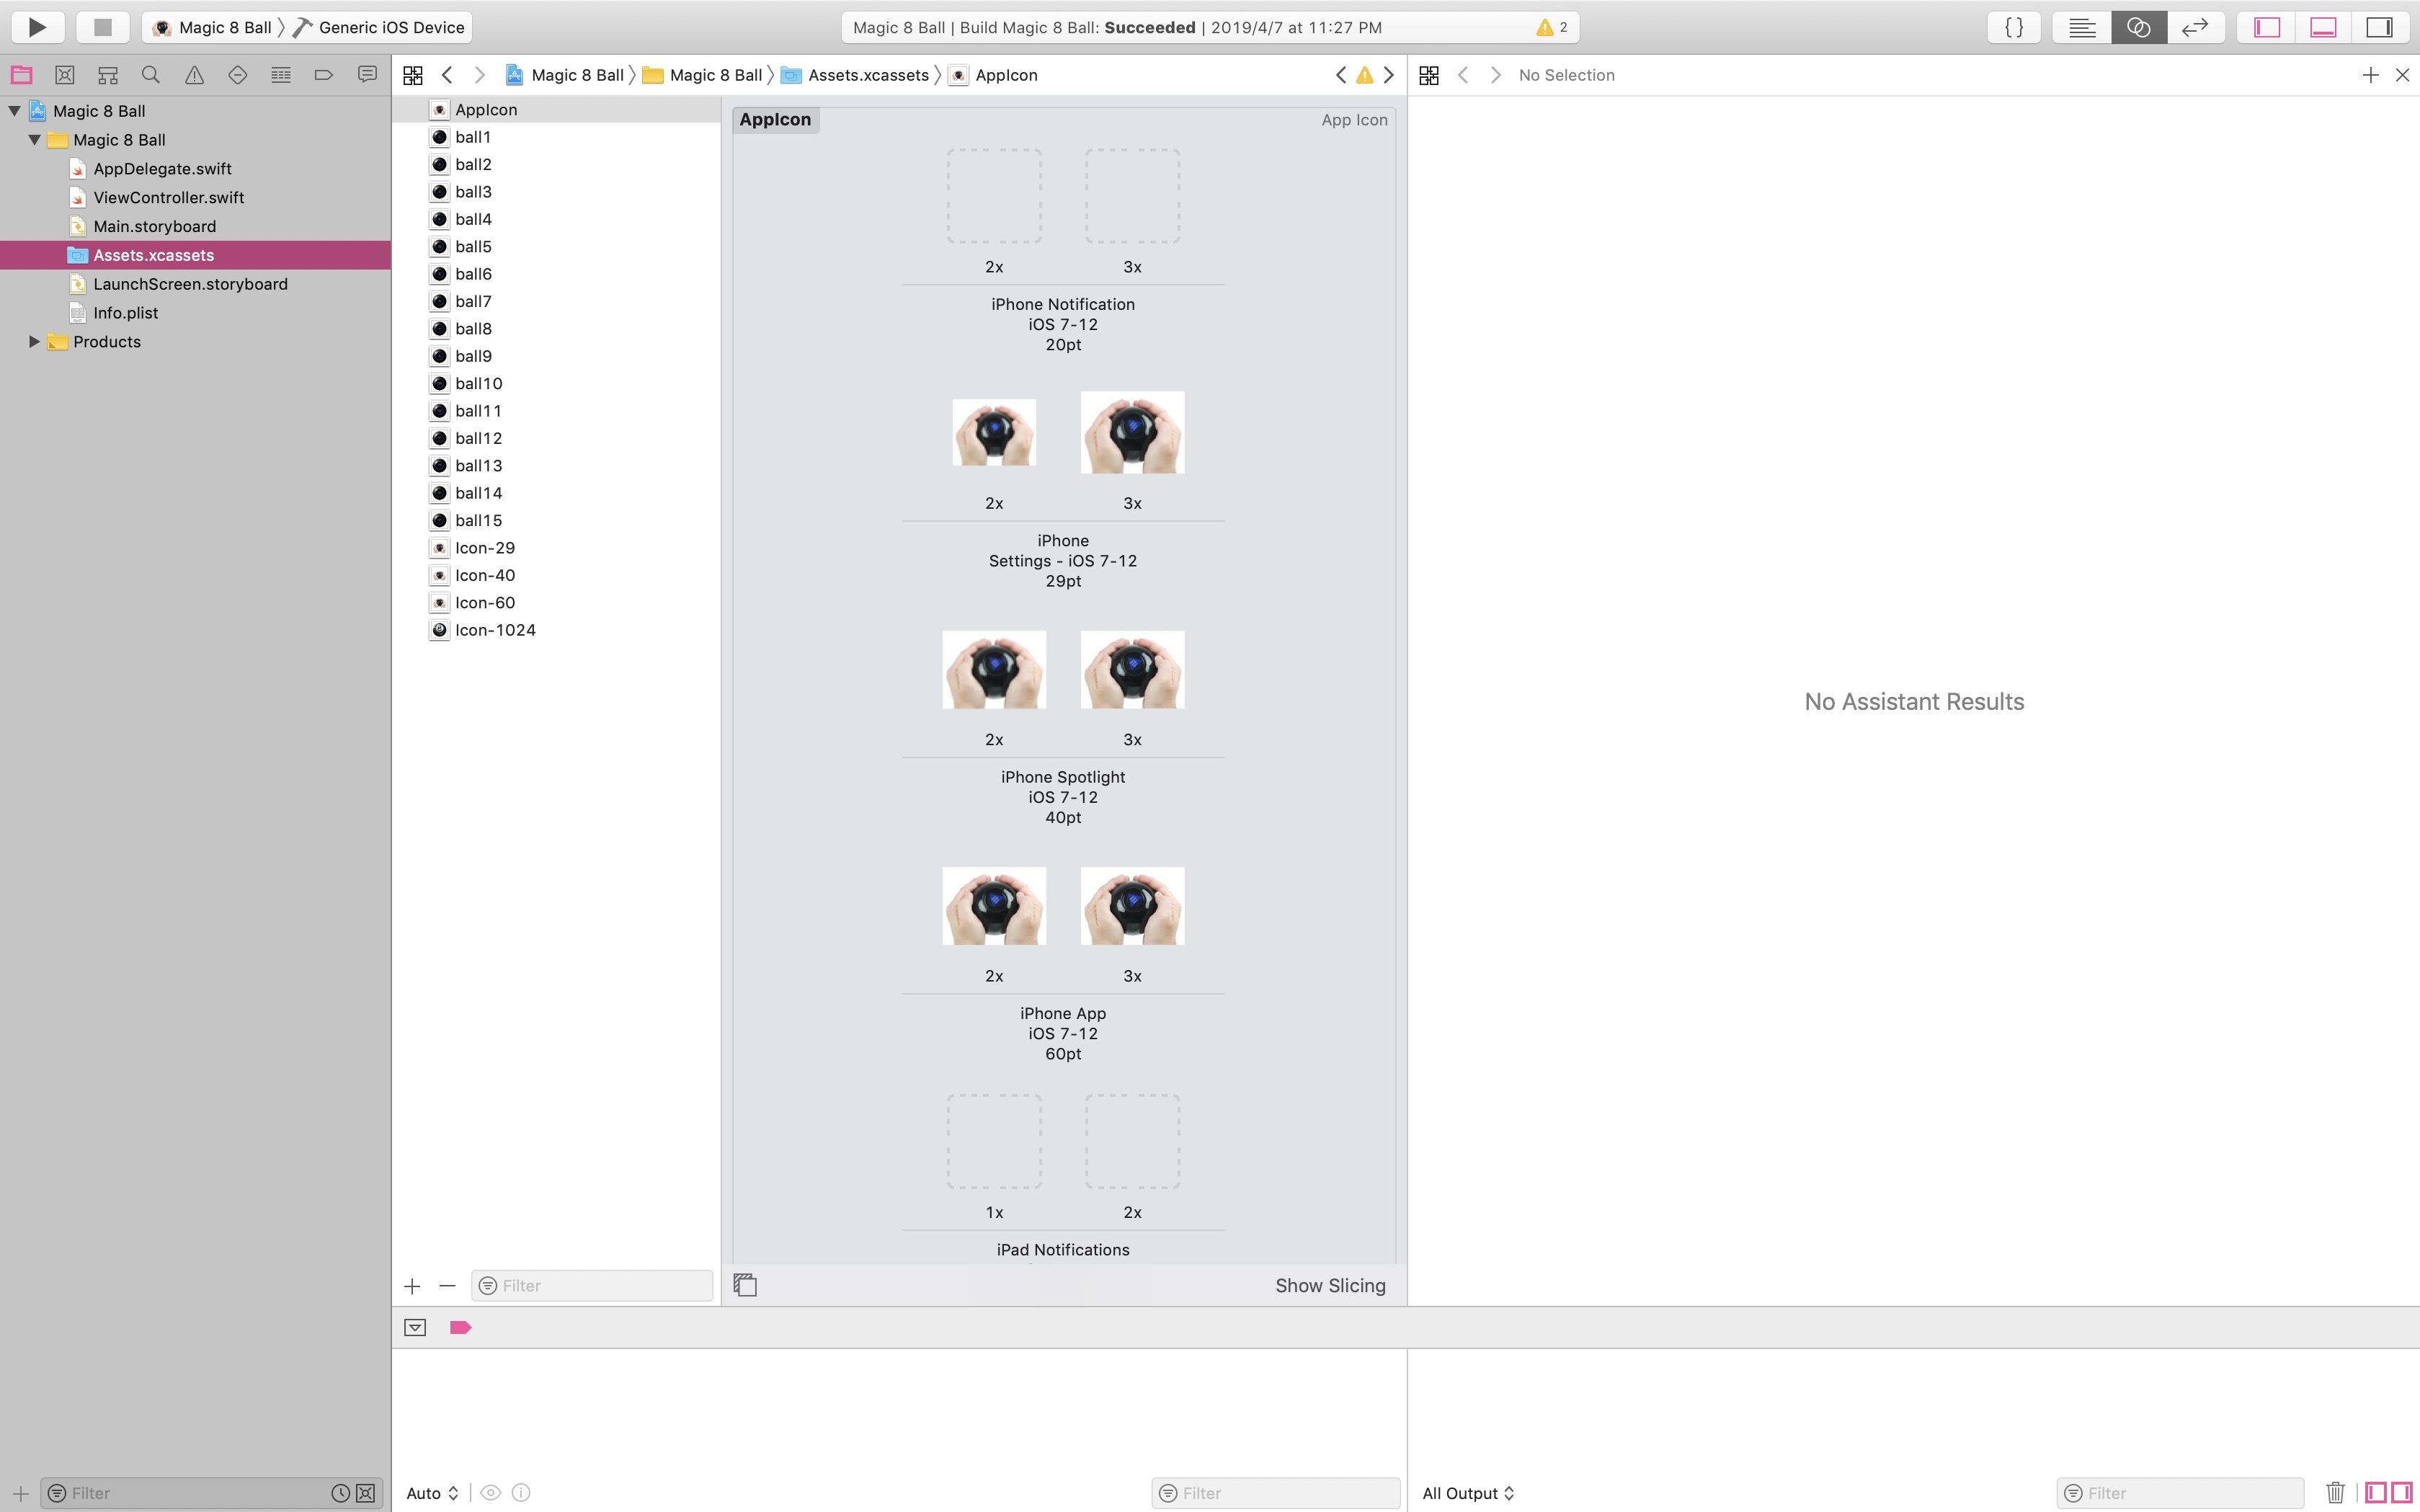 Magic 8 Ball 〉 Generic iOS Device
Magic 8 Ball | Build Magic 8 Ball: Succeeded | 2019/4/7 at 11:27 PM
2
{ }
Magic 8 Ball 〉 Magic 8 Ball 〉 Assets.xcassets 〉 AppIcon
No Selection
Magic 8 Ball
Magic 8 Ball
AppDelegate.swift
ViewController.swift
Main.storyboard
Assets.xcassets
LaunchScreen.storyboard
Info.plist
Products
AppIcon
ball1
ball2
ball3
ball4
ball5
ball6
ball7
ball8
ball9
ball10
ball11
ball12
ball13
ball14
ball15
Icon-29
Icon-40
Icon-60
Icon-1024
AppIcon
App Icon
2x 3x
iPhone Notification
iOS 7-12
20pt
2x 3x
iPhone
Settings - iOS 7-12
29pt
2x 3x
iPhone Spotlight
iOS 7-12
40pt
2x 3x
iPhone App
iOS 7-12
60pt
1x 2x
iPad Notifications
No Assistant Results
Filter
Show Slicing
Filter
Auto
Filter
All Output
Filter